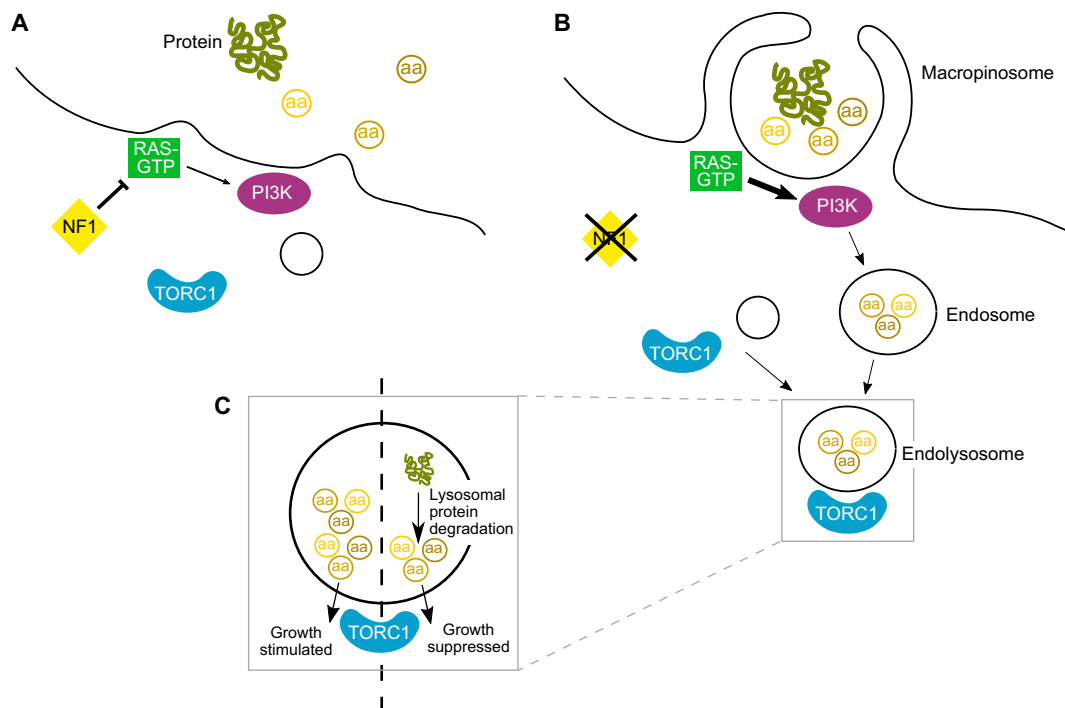 A
Protein
aa
aa
aa
RAS-
GTP
PI3K
NF1
TORC1
B
Macropinosome
aa
aa
aa
RAS-
GTP
PI3K
NF1
aa
aa
aa
Endosome
TORC1
aa
aa
aa
Endolysosome
TORC1
C
Lysosomal
protein
degradation
aa
aa
aa
aa
aa
aa
aa
aa
aa
Growth
stimulated
TORC1
Growth
suppressed